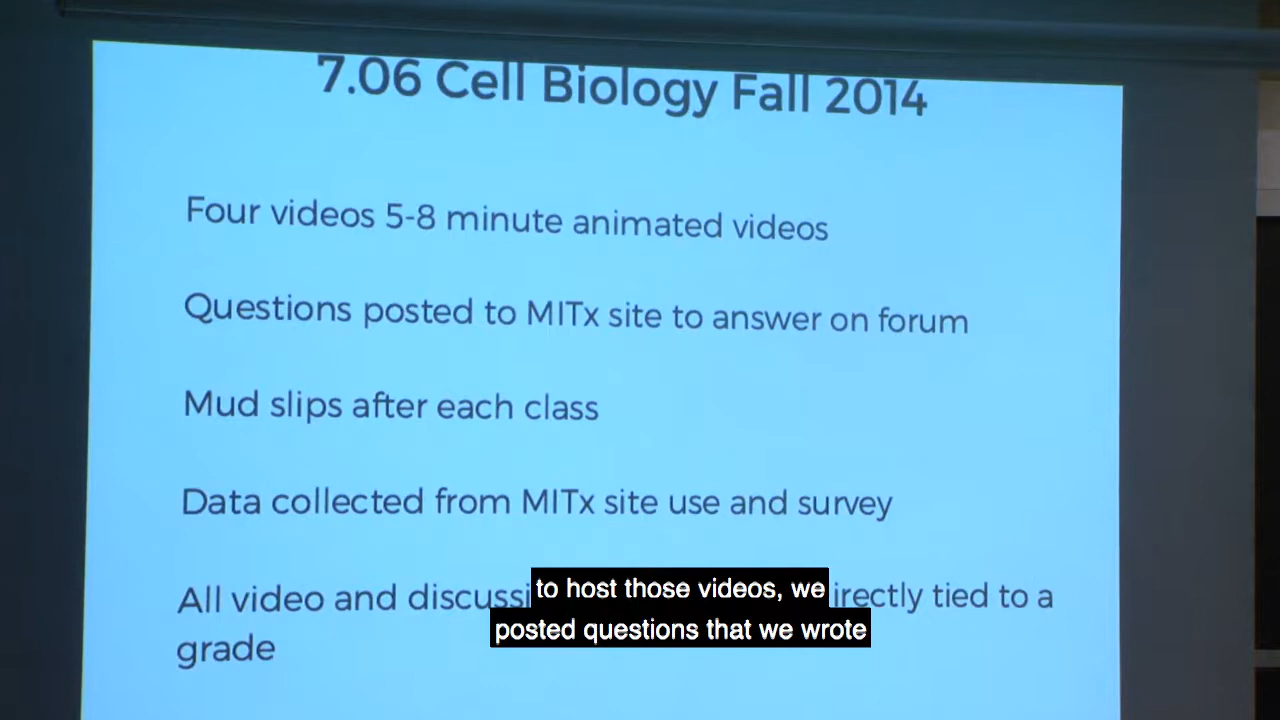 7.06 Cell Biology Fall 2014
Four videos 5-8 minute animated videos
Questions posted to MITx site to answer on forum
Mud slips after each class
Data collected from MITx site use and survey
All video and discussi irectly tied to a
grade
to host those videos, we
posted questions that we wrote